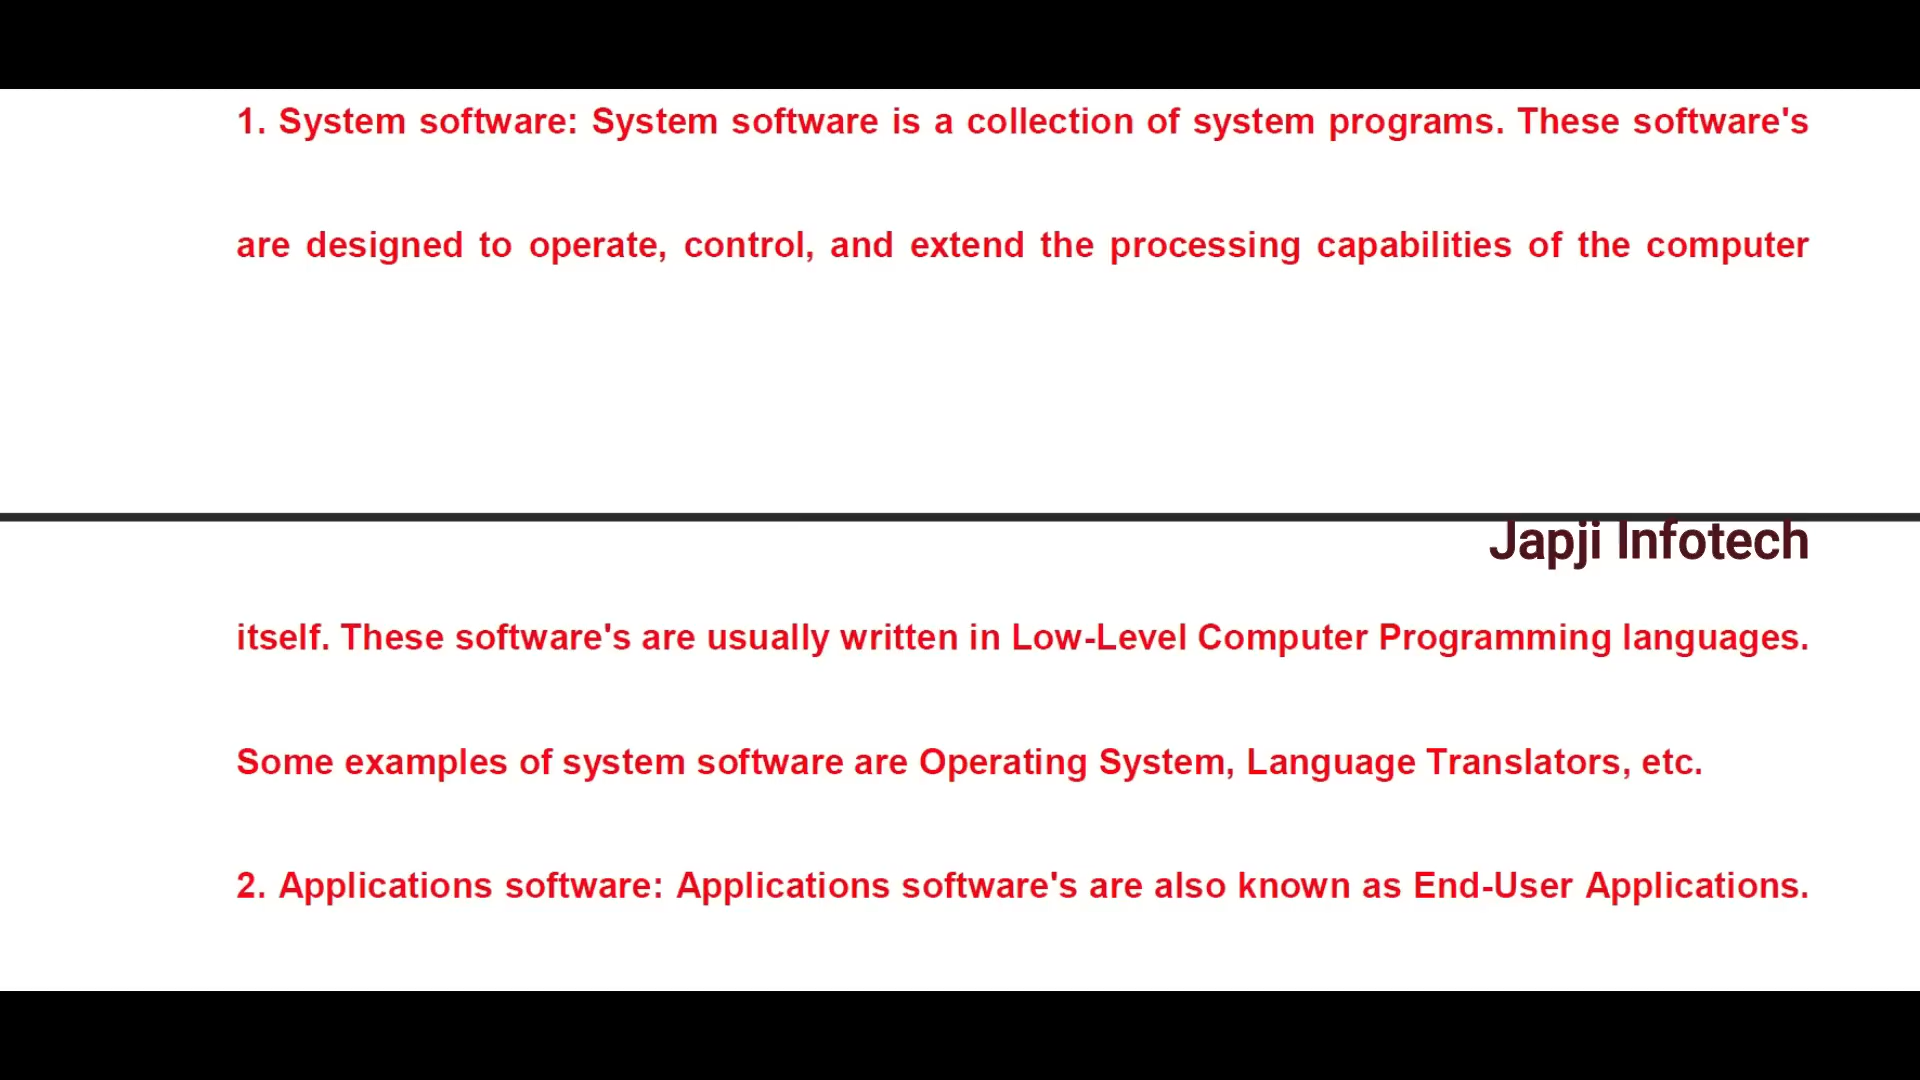 1. System software: System software is a collection of system programs. These software's
are designed to operate, control, and extend the processing capabilities of the computer
Japji Infotech
itself. These software's are usually written in Low-Level Computer Programming languages.
Some examples of system software are Operating System, Language Translators, etc.
2. Applications software: Applications software's are also known as End-User Applications.